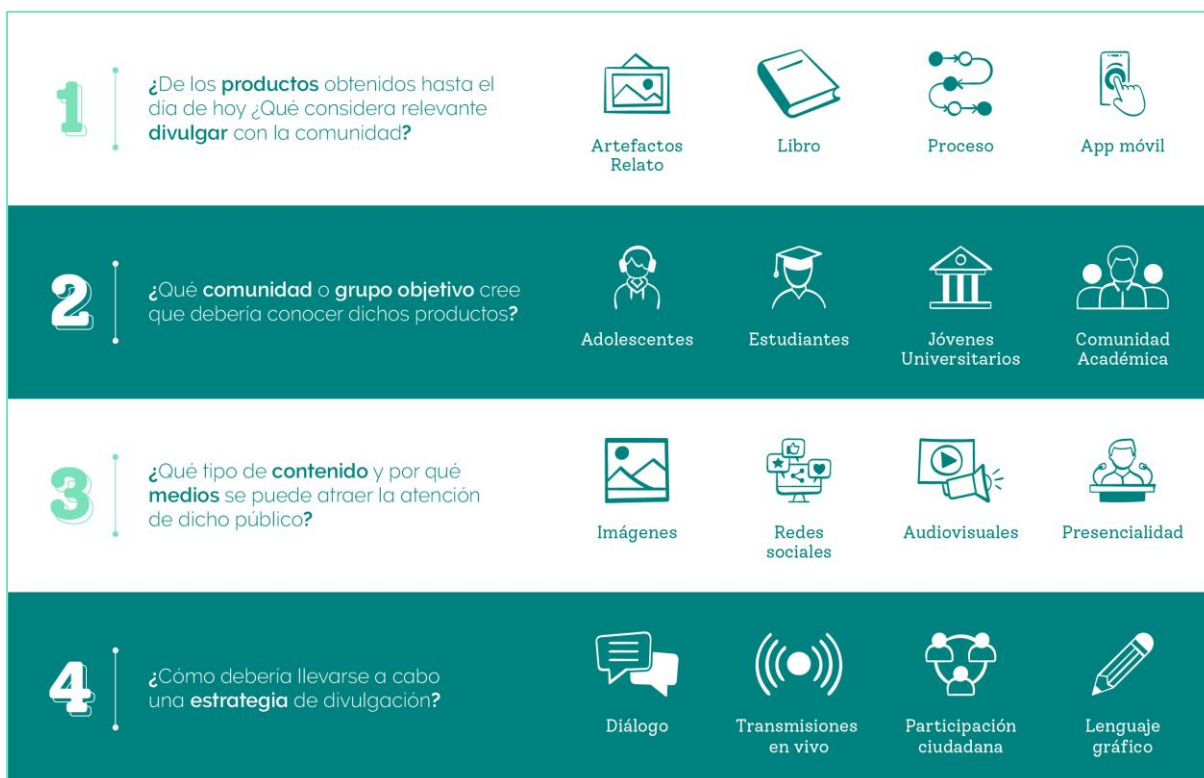 1
¿De los productos obtenidos hasta el
día de hoy ¿Qué considera relevante
divulgar con la comunidad?
Artefactos
Relato
Libro
Proceso
App móvil
2
¿Qué comunidad o grupo objetivo cree
que debería conocer dichos productos?
Adolescentes
Estudiantes
Jóvenes
Universitarios
Comunidad
Académica
3
¿Qué tipo de contenido y por qué
medios se puede atraer la atención
de dicho público?
Imágenes
Redes
sociales
Audiovisuales
Presencialidad
4
¿Cómo debería llevarse a cabo
una estrategia de divulgación?
Diálogo
Transmisiones
en vivo
Participación
ciudadana
Lenguaje
gráfico